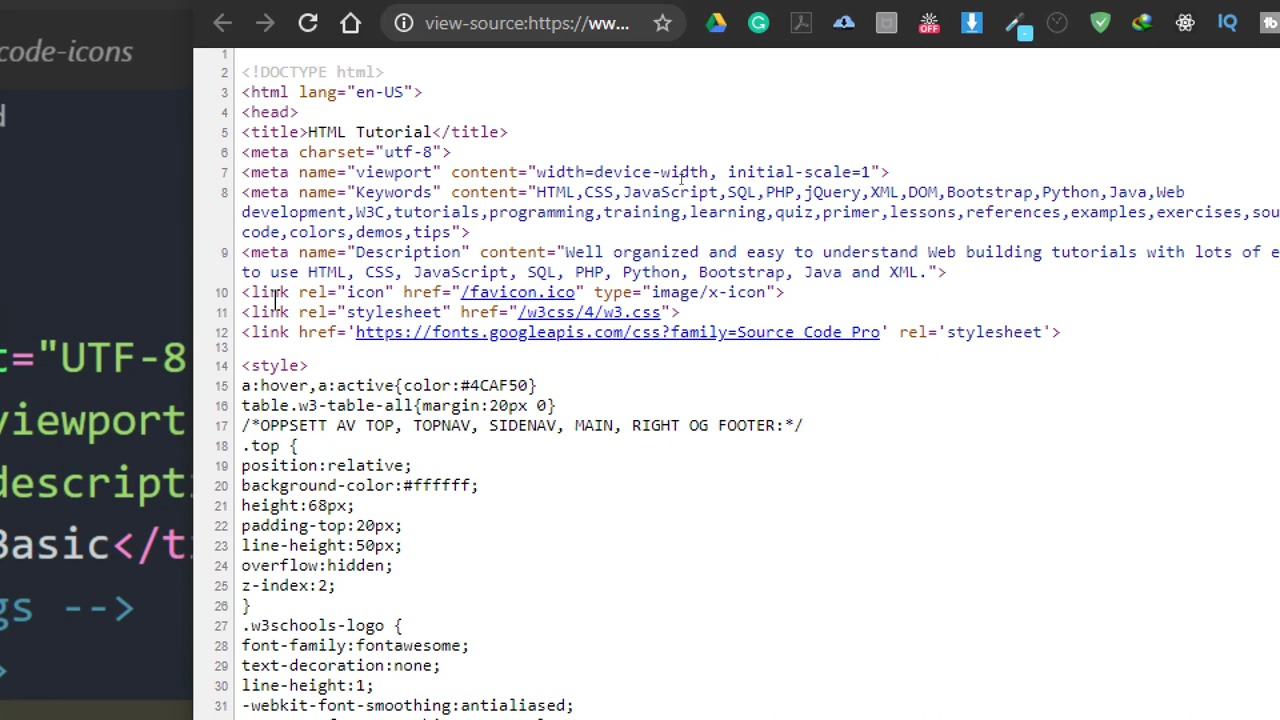 code-icons
d
t="UTF-8
viewport
descript
Basic</t
gs -->
>
view-source:https://ww...
OFF
IQ
tb
1
2 <!DOCTYPE html>
3 <html lang="en-US">
4 <head>
5 <title>HTML Tutorial</title>
6 <meta charset="utf-8">
7 <meta name="viewport" content="width=device-width, initial-scale=1">
8 <meta name="Keywords" content="HTML,CSS,JavaScript,SQL,PHP,jQuery,XML,DOM,Bootstrap,Python,Java,Web
development,W3C,tutorials,programming,training,learning,quiz,primer,lessons,references,examples,exercises,sou
code,colors,demos,tips">
9 <meta name="Description" content="Well organized and easy to understand Web building tutorials with lots of e
to use HTML, CSS, JavaScript, SQL, PHP, Python, Bootstrap, Java and XML.">
10 <link rel="icon" href="/favicon.ico" type="image/x-icon">
11 <link rel="stylesheet" href="/w3css/4/w3.css">
12 <link href='https://fonts.googleapis.com/css?family=Source Code Pro' rel='stylesheet'>
13
14 <style>
15 a:hover,a:active{color:#4CAF50}
16 table.w3-table-all{margin:20px 0}
17 /*OPPSETT AV TOP, TOPNAV, SIDENAV, MAIN, RIGHT OG FOOTER:*/
18 .top {
19 position:relative;
20 background-color:#ffffff;
21 height:68px;
22 padding-top:20px;
23 line-height:50px;
24 overflow:hidden;
25 z-index:2;
26 }
27 .w3schools-logo {
28 font-family:fontawesome;
29 text-decoration:none;
30 line-height:1;
31 -webkit-font-smoothing:antialiased;